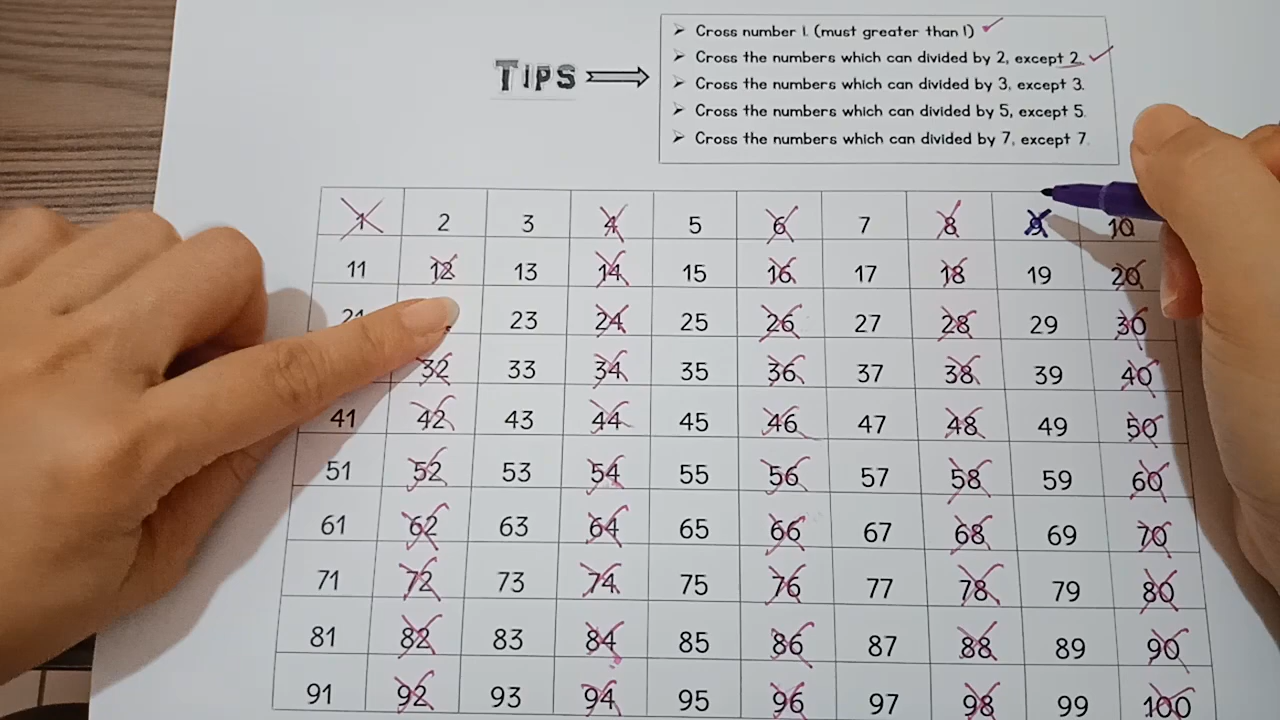 TIPS
Cross number 1. (must greater than 1)
Cross the numbers which can divided by 2, except 2.
Cross the numbers which can divided by 3, except 3.
Cross the numbers which can divided by 5, except 5.
Cross the numbers which can divided by 7, except 7.
1 2 3 4 5 6 7 8 9 10
11 12 13 14 15 16 17 18 19 20
21 23 24 25 26 27 28 29 30
32 33 34 35 36 37 38 39 40
41 42 43 44 45 46 47 48 49 50
51 52 53 54 55 56 57 58 59 60
61 62 63 64 65 66 67 68 69 70
71 72 73 74 75 76 77 78 79 80
81 82 83 84 85 86 87 88 89 90
91 92 93 94 95 96 97 98 99 100